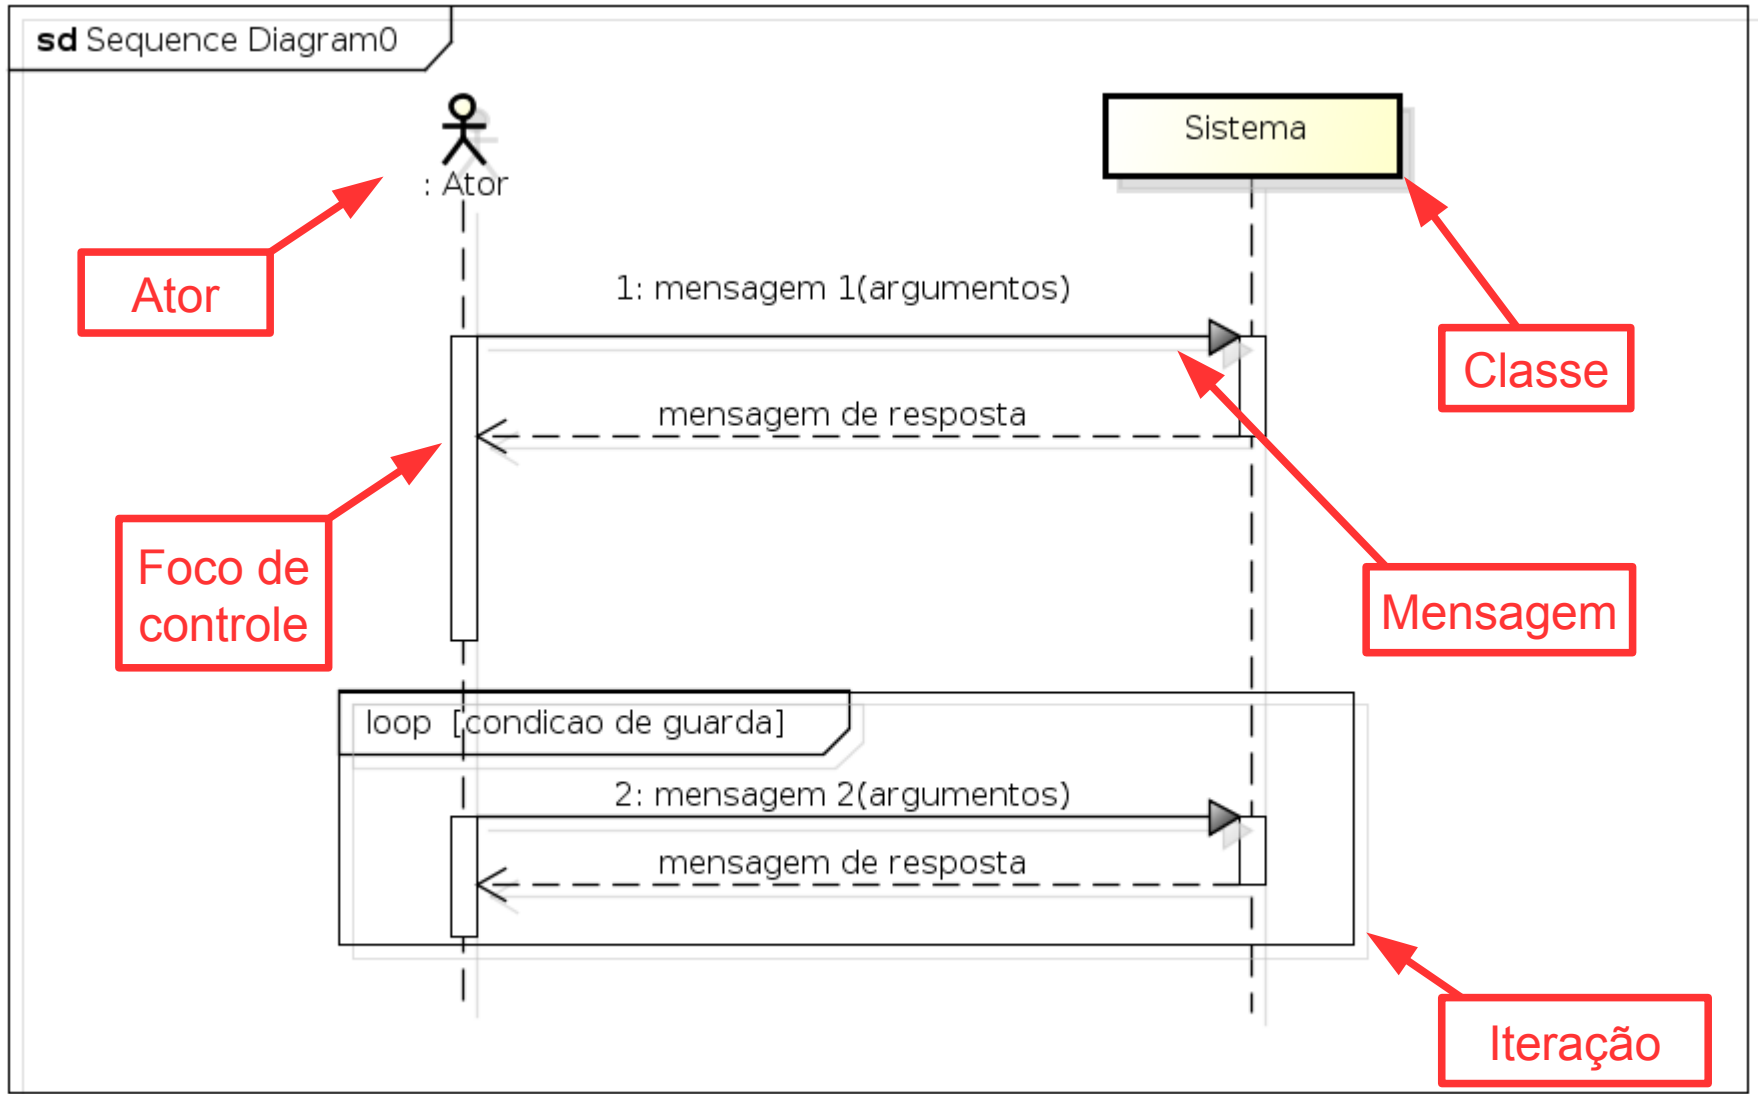 sd Sequence Diagram0
Sistema
: Ator
Ator
1: mensagem 1(argumentos)
Classe
mensagem de resposta
Foco de
controle
Mensagem
loop [condicao de guarda]
2: mensagem 2(argumentos)
mensagem de resposta
Iteração